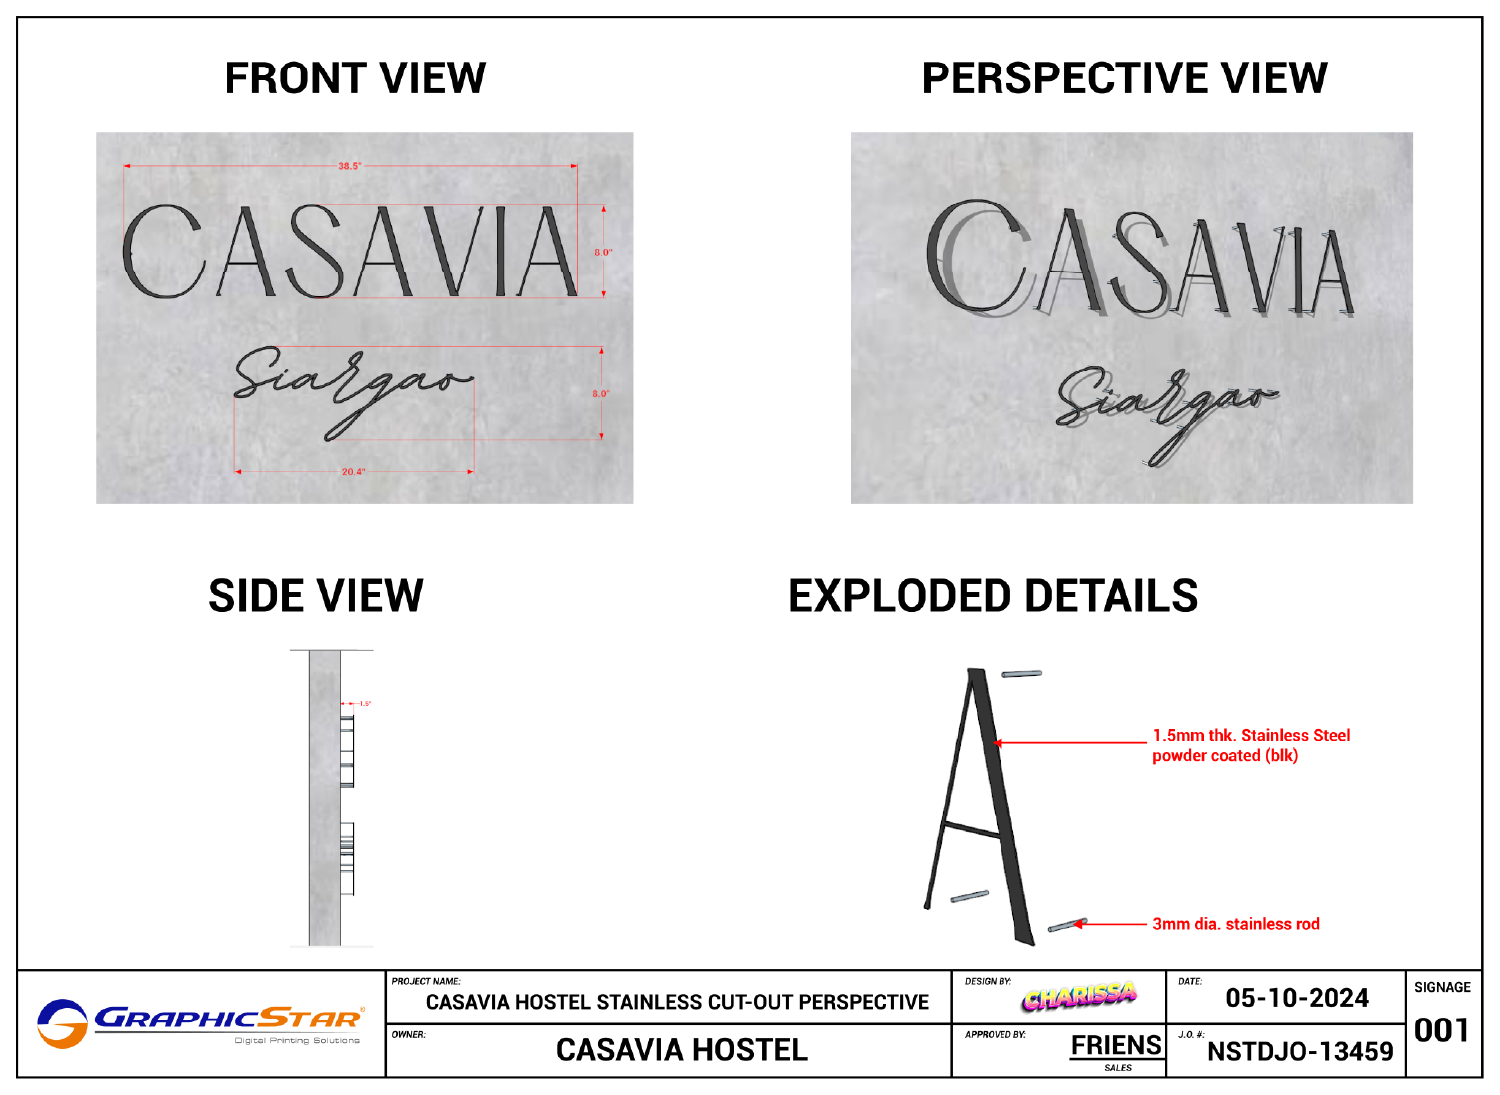 FRONT VIEW
PERSPECTIVE VIEW
38.5"
CASAVIA
8.0"
Siargao
8.0"
20.4"
CASAVIA
Siargao
SIDE VIEW
EXPLODED DETAILS
1.5"
1.5mm thk. Stainless Steel
powder coated (blk)
3mm dia. stainless rod
GRAPHICSTAR®
Digital Printing Solutions
PROJECT NAME:
CASAVIA HOSTEL STAINLESS CUT-OUT PERSPECTIVE
OWNER:
CASAVIA HOSTEL
DESIGN BY:
CHARISSA
APPROVED BY:
FRIENS
SALES
DATE:
05-10-2024
J.O. #:
NSTDJO-13459
SIGNAGE
001